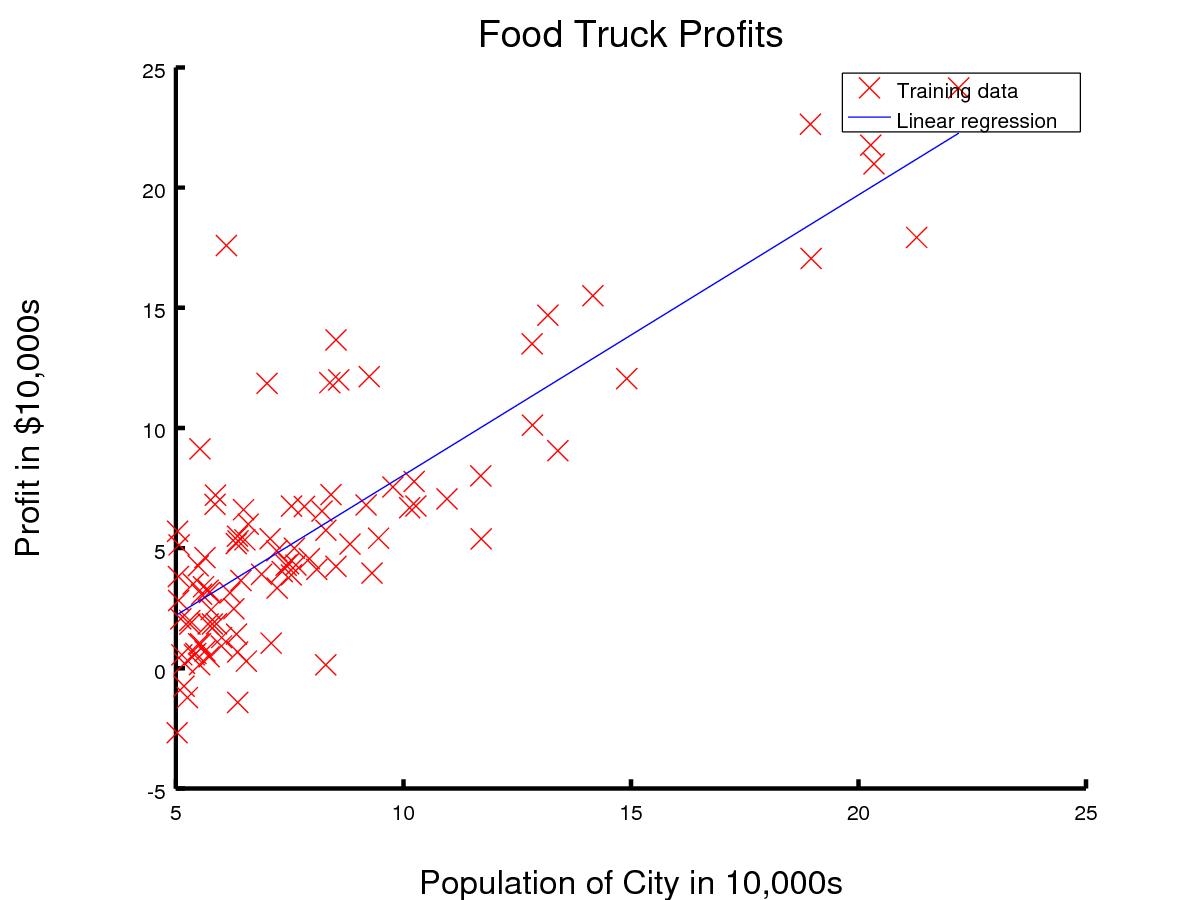 Food Truck Profits
25
Training data
Linear regression
20
15
10
5
0
-5
5 10 15 20 25
Profit in $10,000s
Population of City in 10,000s